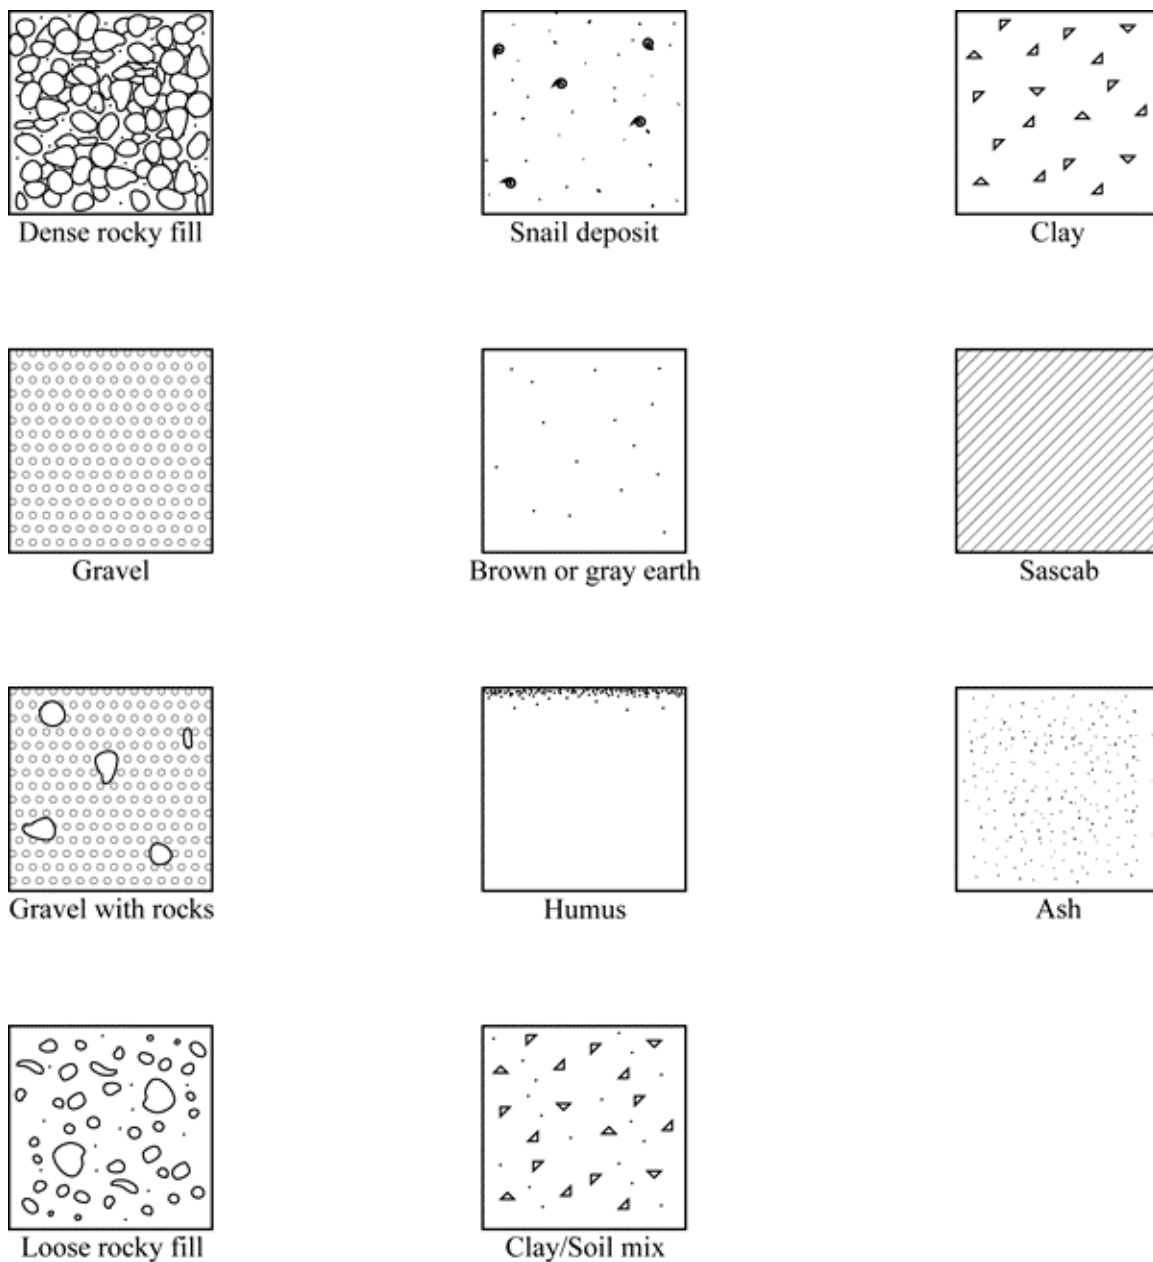 Dense rocky fill
Snail deposit
Clay
Gravel
Brown or gray earth
Sascab
Gravel with rocks
Humus
Ash
Loose rocky fill
Clay/Soil mix